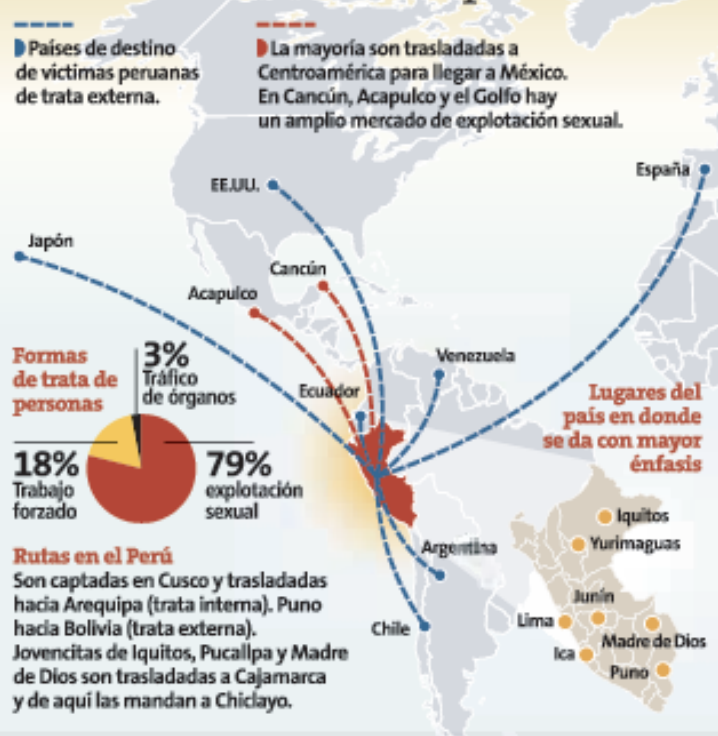 Países de destino
de víctimas peruanas
de trata externa.
La mayoría son trasladadas a
Centroamérica para llegar a México.
En Cancún, Acapulco y el Golfo hay
un amplio mercado de explotación sexual.
EE.UU.
España
Japón
Cancún
Acapulco
Venezuela
Ecuador
Formas
de trata de
personas
3%
Tráfico
de órganos
18%
Trabajo
forzado
79%
explotación
sexual
Lugares del
país en donde
se da con mayor
énfasis
Iquitos
Yurimaguas
Junín
Lima
Madre de Dios
Ica
Puno
Argentina
Chile
Rutas en el Perú
Son captadas en Cusco y trasladadas
hacia Arequipa (trata interna). Puno
hacia Bolivia (trata externa).
Jovencitas de Iquitos, Pucallpa y Madre
de Dios son trasladadas a Cajamarca
y de aquí las mandan a Chiclayo.